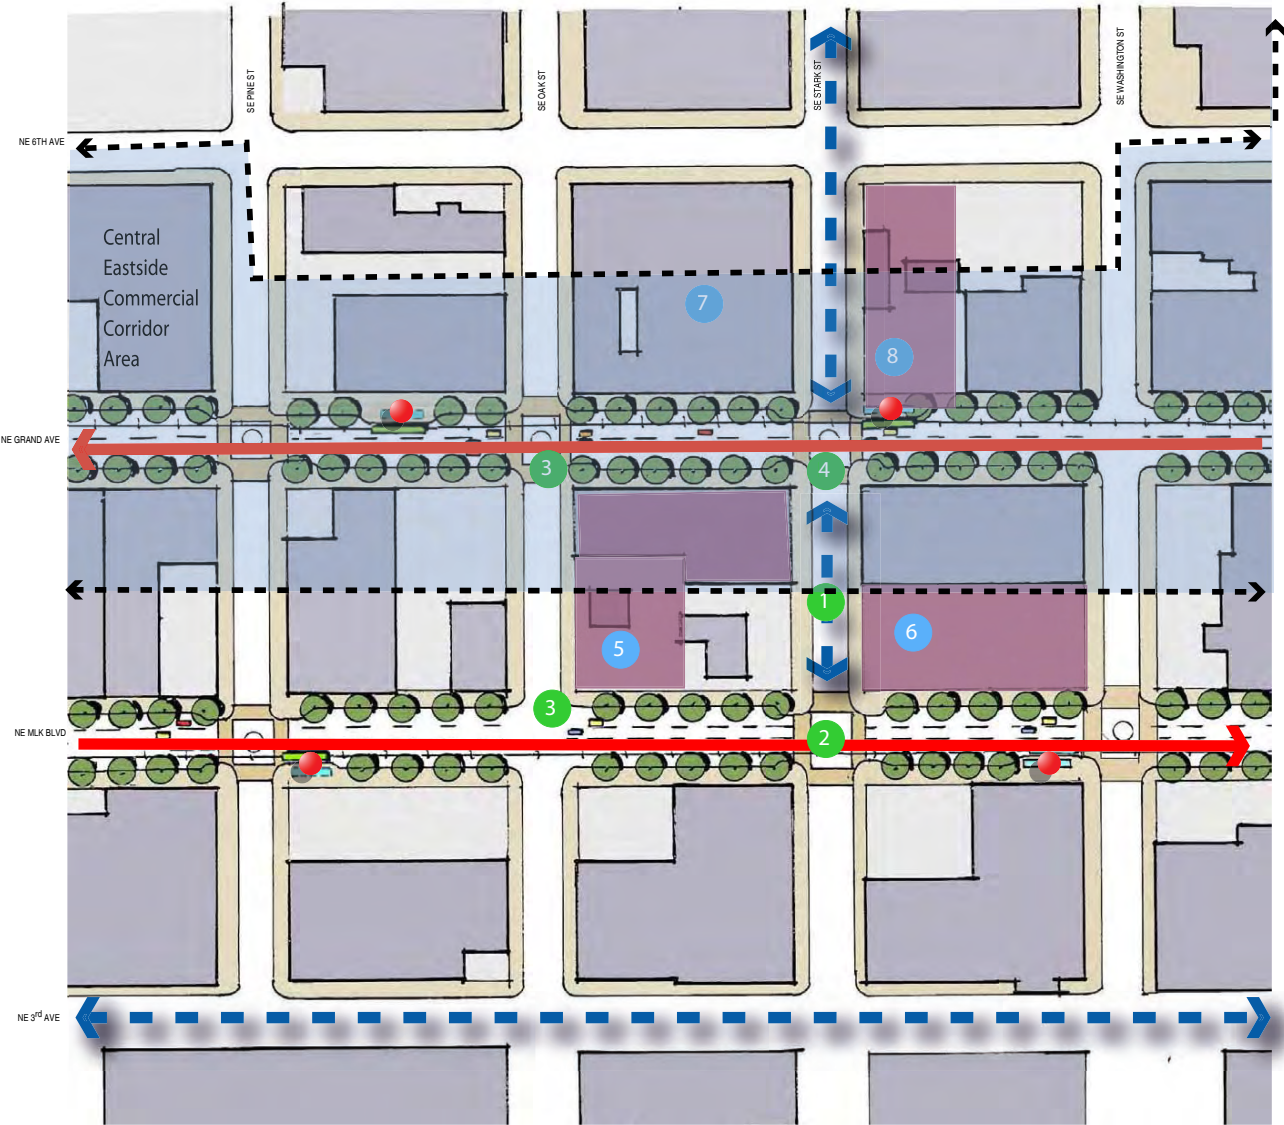 SE PINE ST
SE OAK ST
SE STARK ST
SE WASHINGTON ST
NE 6TH AVE
Central
Eastside
Commercial
Corridor
Area
7
8
NE GRAND AVE
3
4
1
5
6
3
NE MLK BLVD
2
NE 3rd AVE